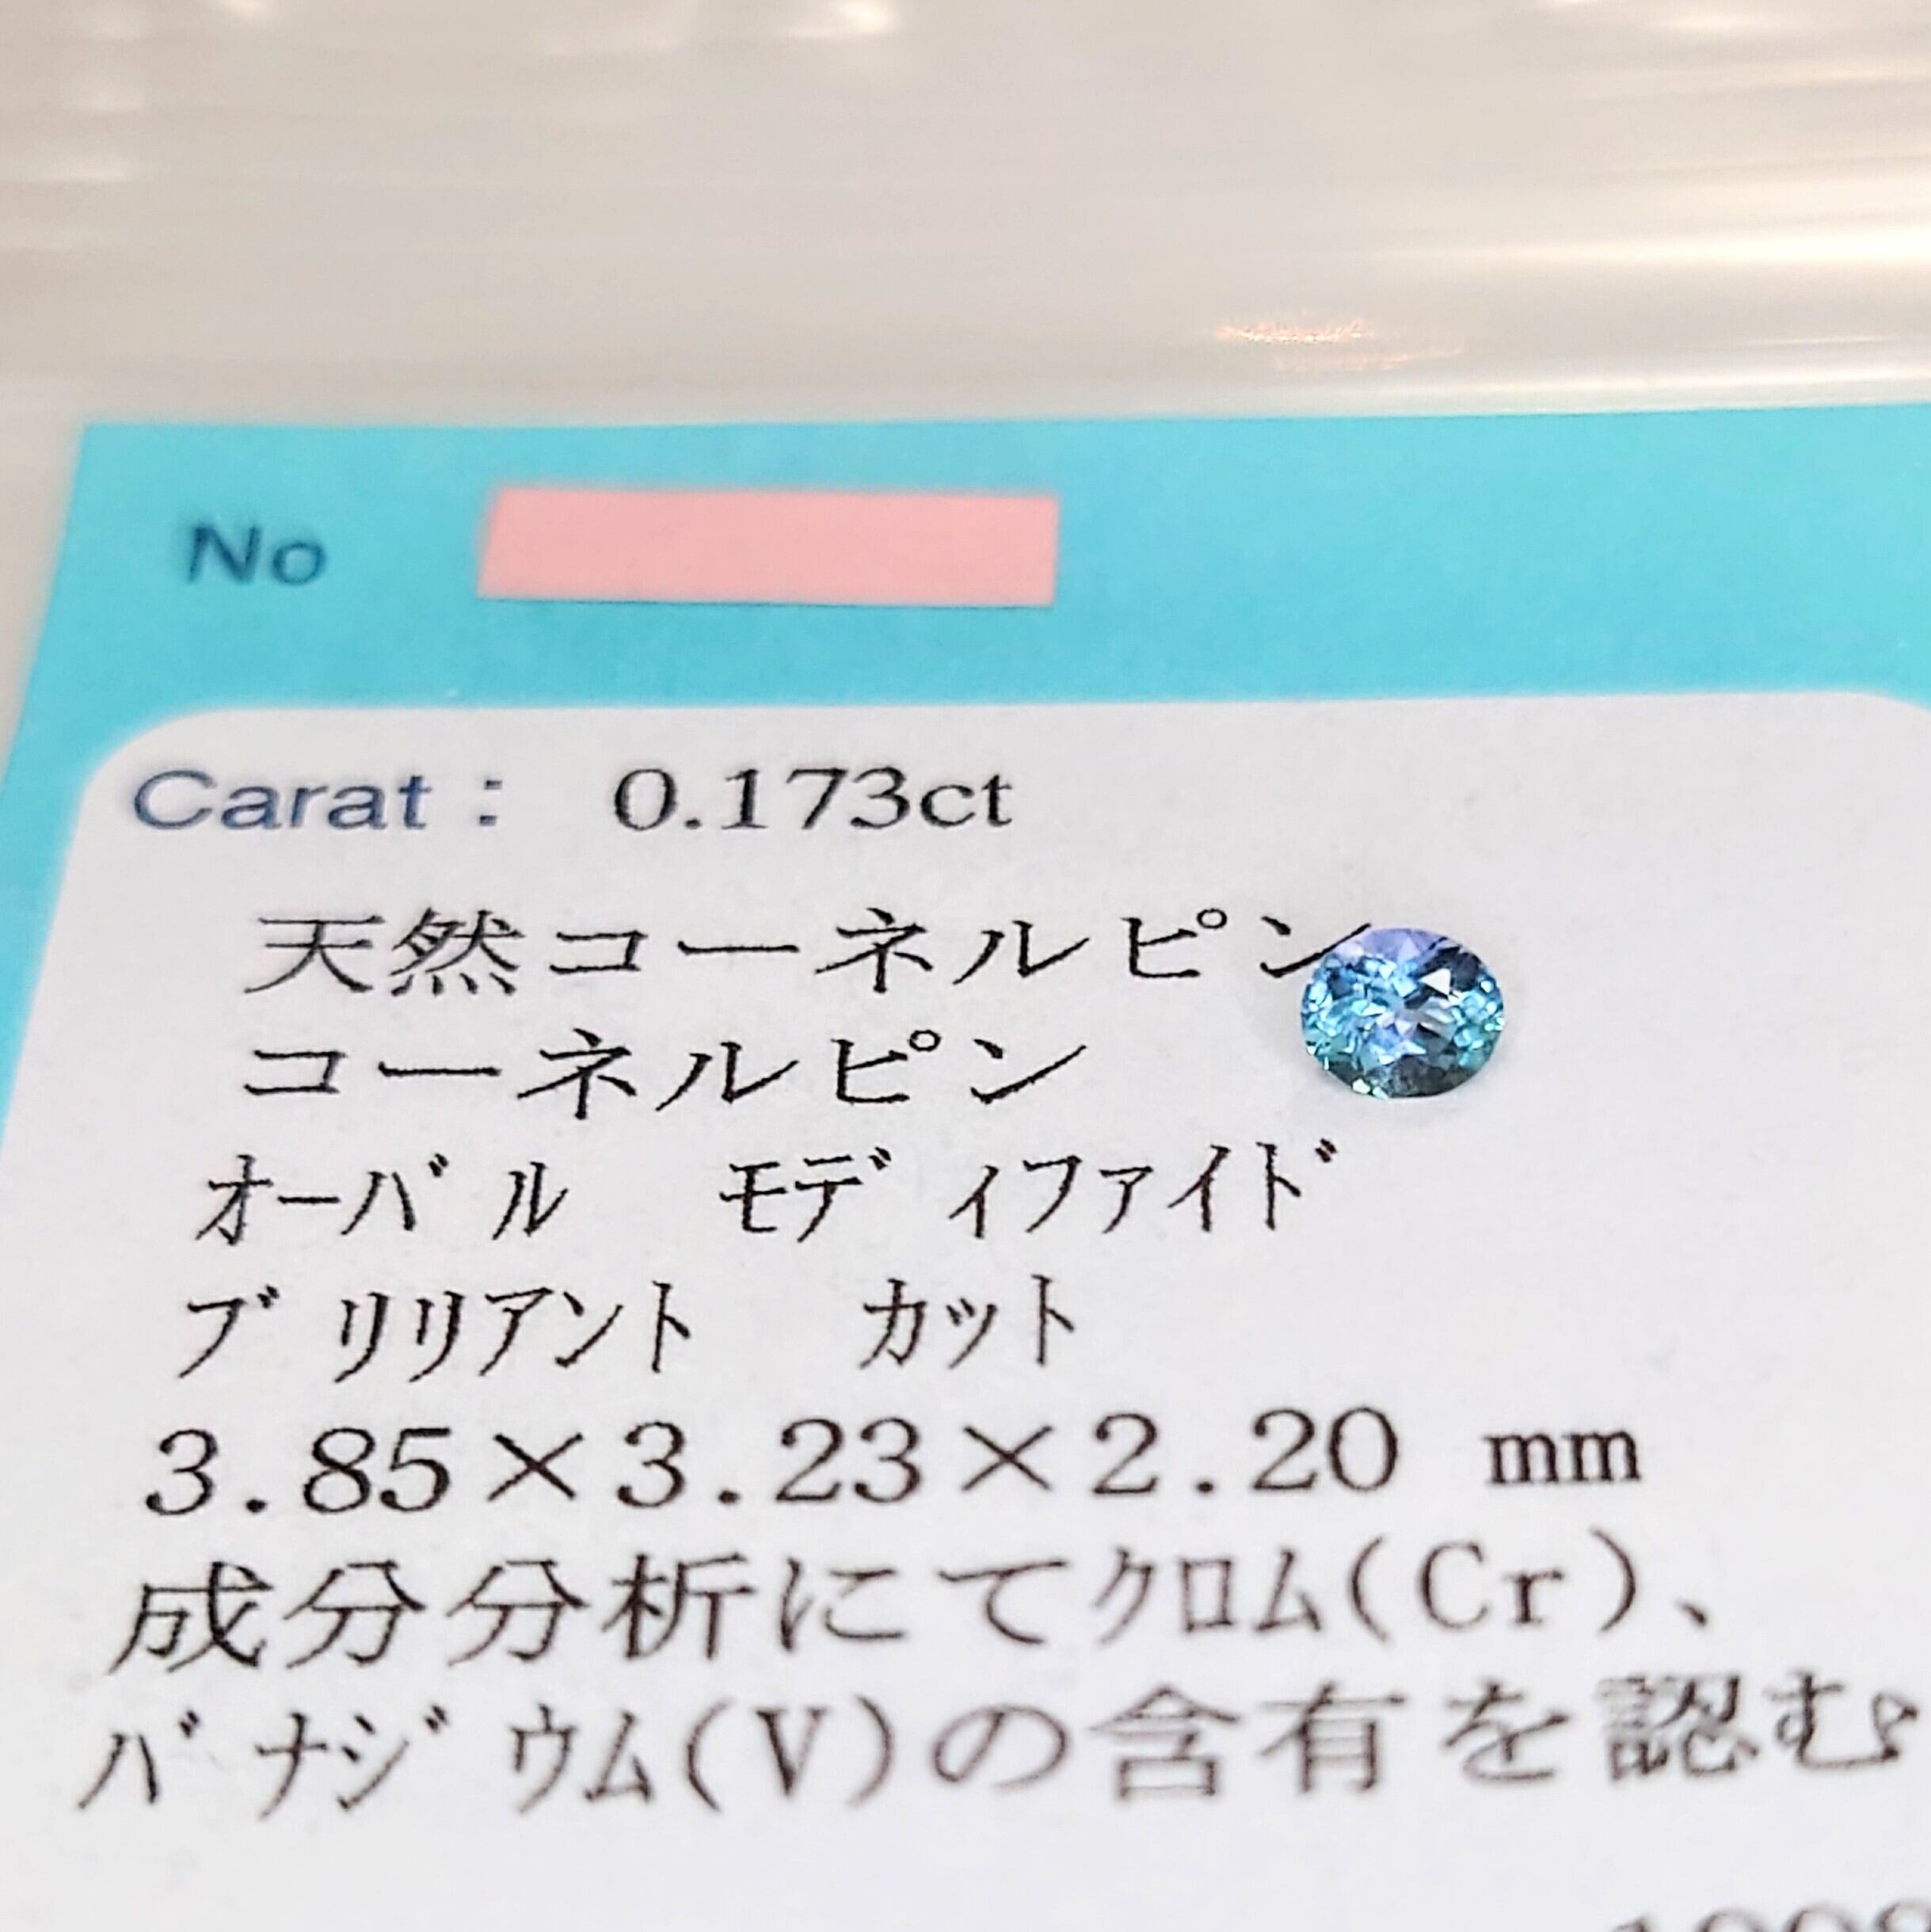 No
Carat : 0.173ct
天然コーネルピン
コーネルピン
ｵｰﾊﾞﾙ ﾓﾃﾞｨﾌｧｲﾄﾞ
ﾌﾞﾘﾘｱﾝﾄ ｶｯﾄ
3.85×3.23×2.20 mm
成分分析にてｸﾛﾑ(Cr)、
ﾊﾞﾅｼﾞｳﾑ(V)の含有を認む